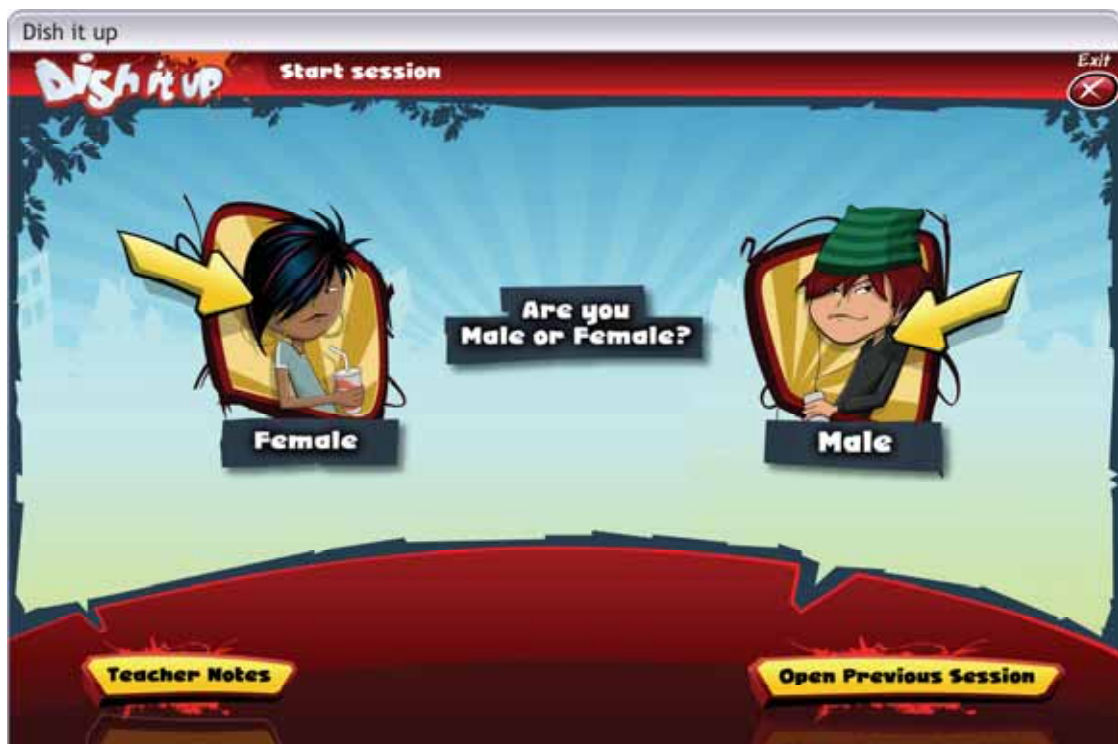 Dish it up
Dish it up
Start session
Exit
Are you
Male or Female?
Female
Male
Teacher Notes
Open Previous Session